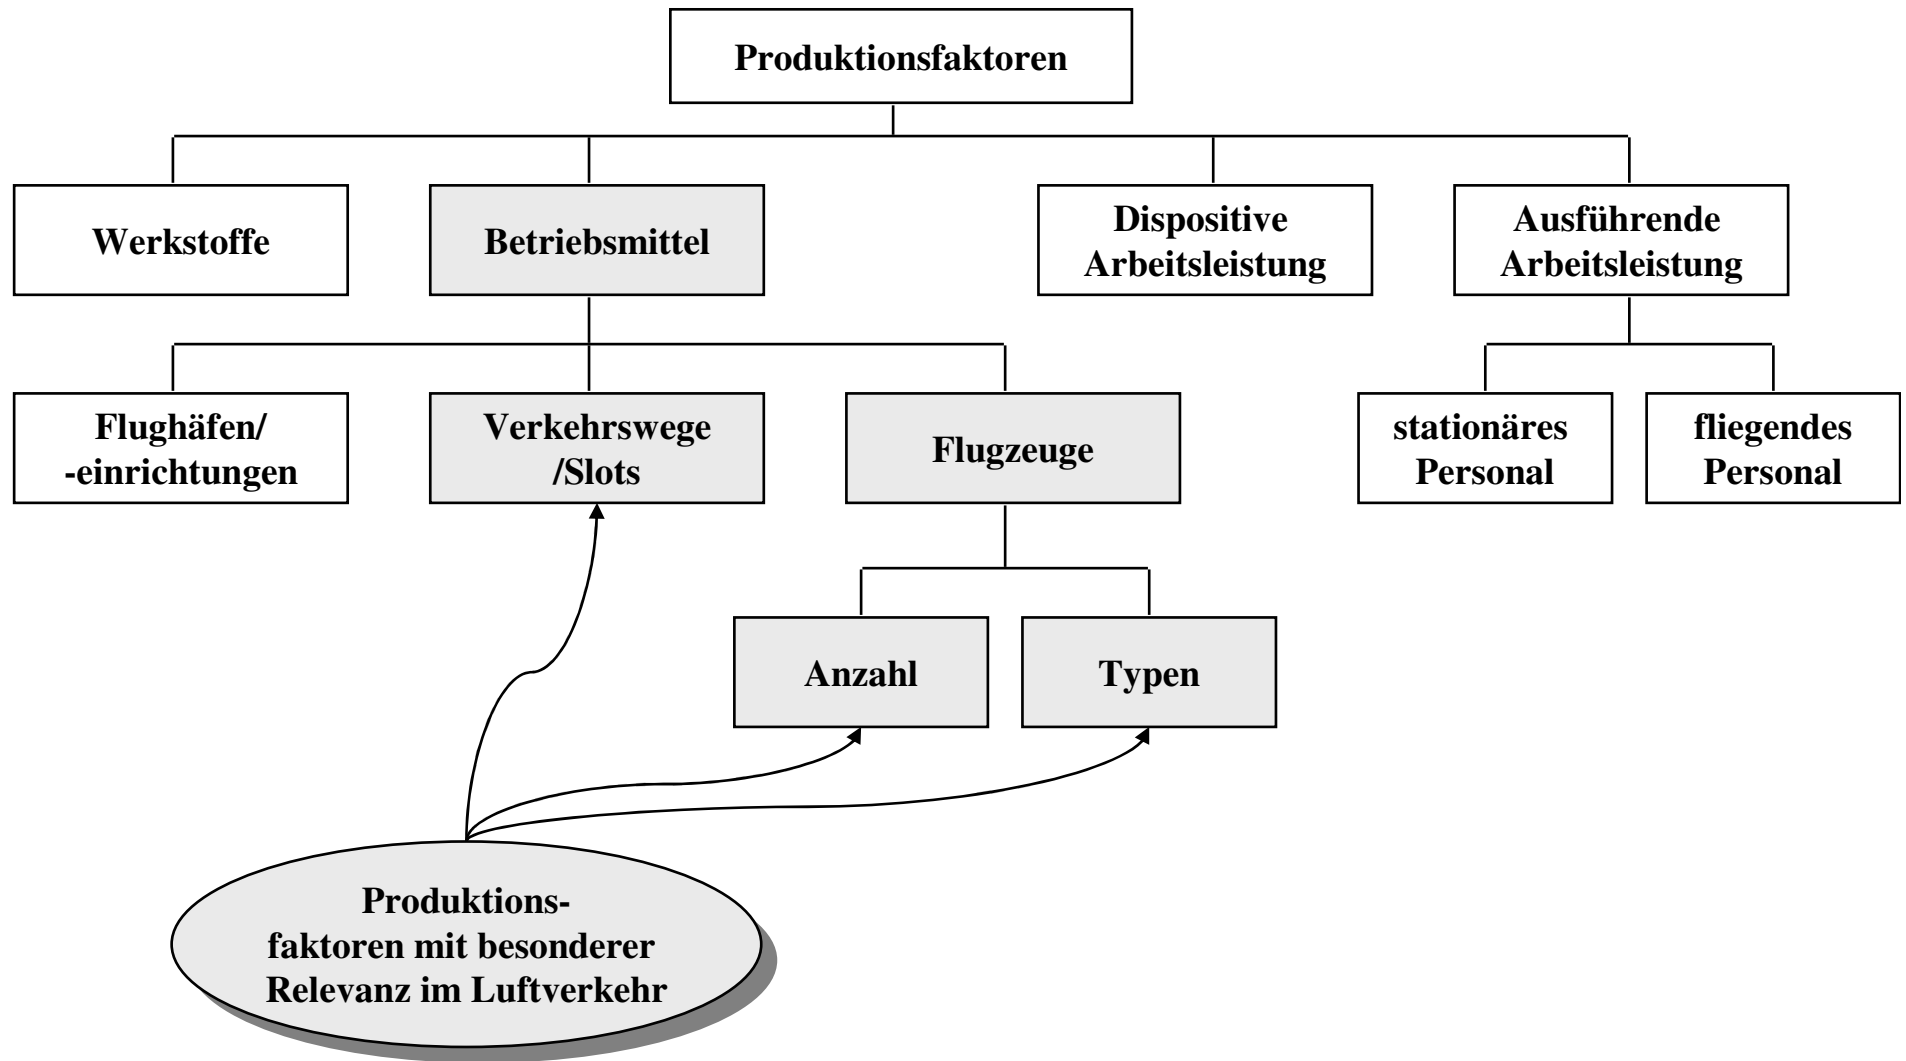 Produktionsfaktoren
Werkstoffe
Betriebsmittel
Dispositive
Arbeitsleistung
Ausführende
Arbeitsleistung
Flughäfen/
-einrichtungen
Verkehrswege
/Slots
Flugzeuge
stationäres
Personal
fliegendes
Personal
Anzahl
Typen
Produktions-
faktoren mit besonderer
Relevanz im Luftverkehr